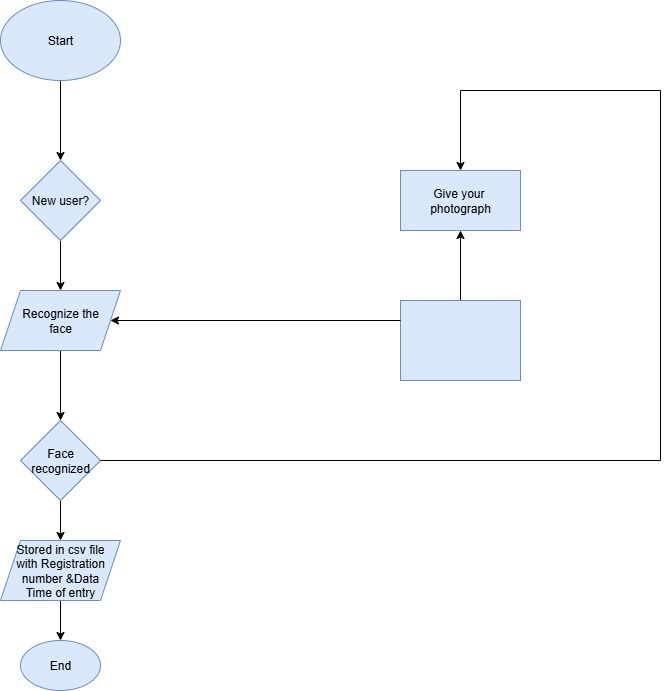 Start
New user?
Give your
photograph
Recognize the
face
Face
recognized
Stored in csv file
with Registration
number &Data
Time of entry
End